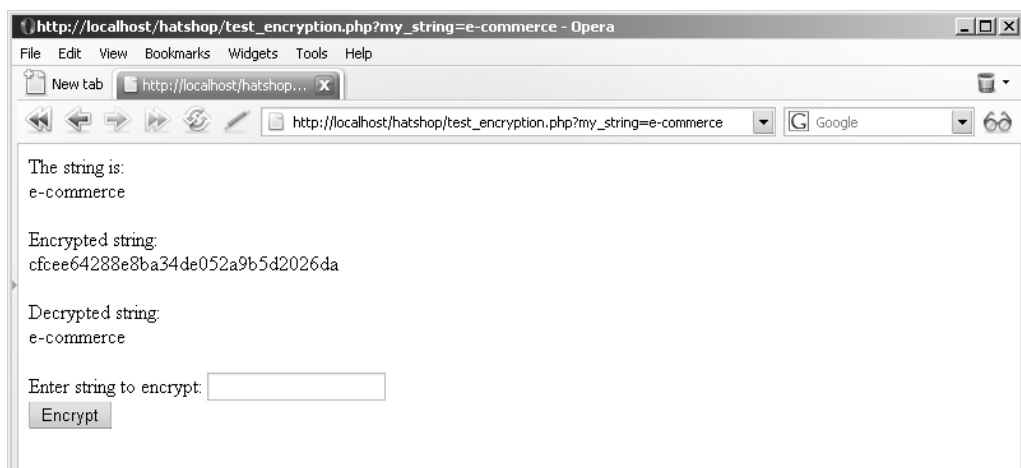 http://localhost/hatshop/test_encryption.php?my_string=e-commerce - Opera
File Edit View Bookmarks Widgets Tools Help
New tab http://localhost/hatshop...
http://localhost/hatshop/test_encryption.php?my_string=e-commerce G Google
The string is:
e-commerce
Encrypted string:
cfcee64288e8ba34de052a9b5d2026da
Decrypted string:
e-commerce
Enter string to encrypt:
Encrypt